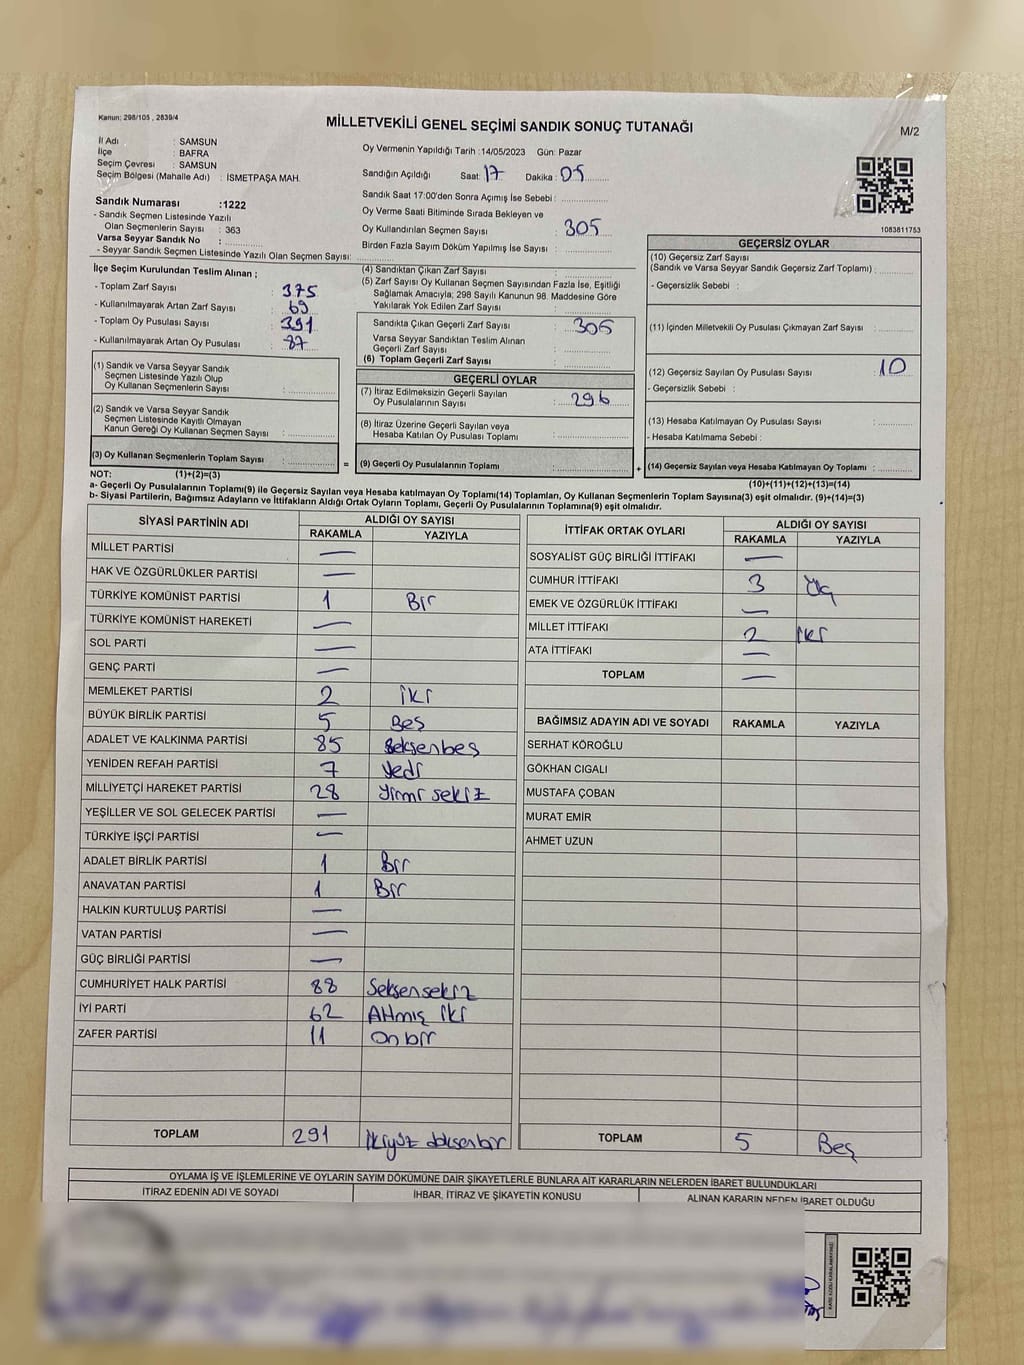 Kanun: 298/105 , 2839/4
MİLLETVEKİLİ GENEL SEÇİMİ SANDIK SONUÇ TUTANAĞI
M/2
İl Adı : SAMSUN
İlçe : BAFRA
Seçim Çevresi : SAMSUN
Seçim Bölgesi (Mahalle Adı) : İSMETPAŞA MAH.
Sandık Numarası :1222
- Sandık Seçmen Listesinde Yazılı
Olan Seçmenlerin Sayısı : 363
Varsa Seyyar Sandık No :
- Seyyar Sandık Seçmen Listesinde Yazılı Olan Seçmen Sayısı:
Oy Vermenin Yapıldığı Tarih :14/05/2023 Gün: Pazar
Sandığın Açıldığı Saat: 17 Dakika : 05
Sandık Saat 17:00'den Sonra Açımış İse Sebebi :
Oy Verme Saati Bitiminde Sırada Bekleyen ve
Oy Kullandırılan Seçmen Sayısı : 305
Birden Fazla Sayım Döküm Yapılmış İse Sayısı :
1083811753
İlçe Seçim Kurulundan Teslim Alınan ;
- Toplam Zarf Sayısı : 375
- Kullanılmayarak Artan Zarf Sayısı : 69
- Toplam Oy Pusulası Sayısı : 391
- Kullanılmayarak Artan Oy Pusulası : 87
(1) Sandık ve Varsa Seyyar Sandık
Seçmen Listesinde Yazılı Olup
Oy Kullanan Seçmenlerin Sayısı :
(2) Sandık ve Varsa Seyyar Sandık
Seçmen Listesinde Kayıtlı Olmayan
Kanun Gereği Oy Kullanan Seçmen Sayısı :
(3) Oy Kullanan Seçmenlerin Toplam Sayısı :
(4) Sandıktan Çıkan Zarf Sayısı :
(5) Zarf Sayısı Oy Kullanan Seçmen Sayısından Fazla İse, Eşitliği
Sağlamak Amacıyla; 298 Sayılı Kanunun 98. Maddesine Göre
Yakılarak Yok Edilen Zarf Sayısı :
Sandıkta Çıkan Geçerli Zarf Sayısı : 306
Varsa Seyyar Sandıktan Teslim Alınan
Geçerli Zarf Sayısı :
(6) Toplam Geçerli Zarf Sayısı :
GEÇERLİ OYLAR
(7) İtiraz Edilmeksizin Geçerli Sayılan
Oy Pusulalarının Sayısı : 296
(8) İtiraz Üzerine Geçerli Sayılan veya
Hesaba Katılan Oy Pusulası Toplamı :
= (9) Geçerli Oy Pusulalarının Toplamı :
GEÇERSİZ OYLAR
(10) Geçersiz Zarf Sayısı
(Sandık ve Varsa Seyyar Sandık Geçersiz Zarf Toplamı) :
- Geçersizlik Sebebi :
(11) İçinden Milletvekili Oy Pusulası Çıkmayan Zarf Sayısı :
(12) Geçersiz Sayılan Oy Pusulası Sayısı : 10
- Geçersizlik Sebebi :
(13) Hesaba Katılmayan Oy Pusulası Sayısı :
- Hesaba Katılmama Sebebi :
+ (14) Geçersiz Sayılan veya Hesaba Katılmayan Oy Toplamı :
NOT: (1)+(2)=(3)
(10)+(11)+(12)+(13)=(14)
a- Geçerli Oy Pusulalarının Toplamı(9) ile Geçersiz Sayılan veya Hesaba katılmayan Oy Toplamı(14) Toplamları, Oy Kullanan Seçmenlerin Toplam Sayısına(3) eşit olmalıdır. (9)+(14)=(3)
b- Siyasi Partilerin, Bağımsız Adayların ve İttifakların Aldığı Ortak Oyların Toplamı, Geçerli Oy Pusulalarının Toplamına(9) eşit olmalıdır.
SİYASİ PARTİNİN ADI ALDIĞI OY SAYISI
RAKAMLA YAZIYLA
MİLLET PARTİSİ —
HAK VE ÖZGÜRLÜKLER PARTİSİ —
TÜRKİYE KOMÜNİST PARTİSİ 1 Bir
TÜRKİYE KOMÜNİST HAREKETİ —
SOL PARTİ —
GENÇ PARTİ —
MEMLEKET PARTİSİ 2 iki
BÜYÜK BİRLİK PARTİSİ 5 Beş
ADALET VE KALKINMA PARTİSİ 85 Seksenbeş
YENİDEN REFAH PARTİSİ 7 Yedi
MİLLİYETÇİ HAREKET PARTİSİ 28 Yirmi sekiz
YEŞİLLER VE SOL GELECEK PARTİSİ —
TÜRKİYE İŞÇİ PARTİSİ —
ADALET BİRLİK PARTİSİ 1 Bir
ANAVATAN PARTİSİ 1 Bir
HALKIN KURTULUŞ PARTİSİ —
VATAN PARTİSİ —
GÜÇ BİRLİĞİ PARTİSİ —
CUMHURİYET HALK PARTİSİ 88 Seksensekiz
İYİ PARTİ 62 Altmış iki
ZAFER PARTİSİ 11 Onbir
TOPLAM 291 ikiyüz doksanbir
İTTİFAK ORTAK OYLARI ALDIĞI OY SAYISI
RAKAMLA YAZIYLA
SOSYALİST GÜÇ BİRLİĞİ İTTİFAKI —
CUMHUR İTTİFAKI 3 Üç
EMEK VE ÖZGÜRLÜK İTTİFAKI —
MİLLET İTTİFAKI 2 iki
ATA İTTİFAKI —
TOPLAM —
BAĞIMSIZ ADAYIN ADI VE SOYADI RAKAMLA YAZIYLA
SERHAT KÖROĞLU
GÖKHAN CIGALI
MUSTAFA ÇOBAN
MURAT EMİR
AHMET UZUN
TOPLAM 5 Beş
OYLAMA İŞ VE İŞLEMLERİNE VE OYLARIN SAYIM DÖKÜMÜNE DAİR ŞİKAYETLERLE BUNLARA AİT KARARLARIN NELERDEN İBARET BULUNDUKLARI
İTİRAZ EDENİN ADI VE SOYADI İHBAR, İTİRAZ VE ŞİKAYETİN KONUSU ALINAN KARARIN NEDEN İBARET OLDUĞU